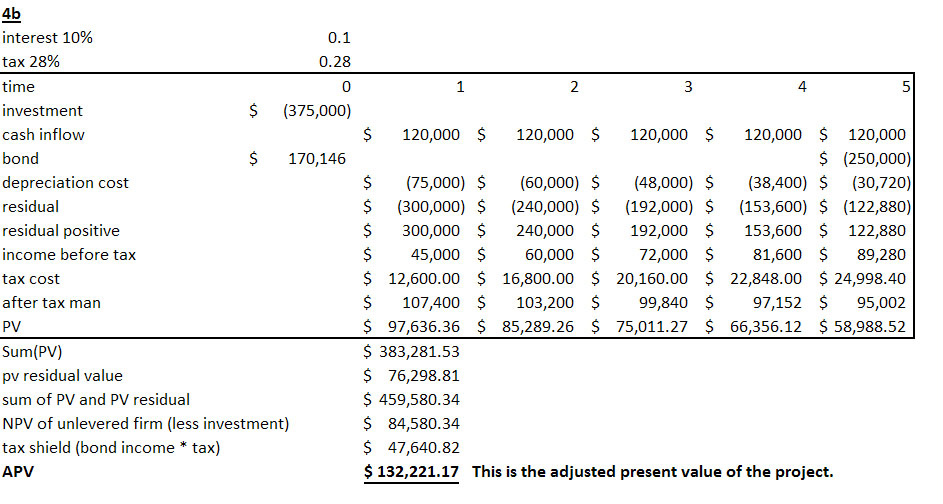 4b
interest 10% 0.1
tax 28% 0.28
time 0 1 2 3 4 5
investment $ (375,000)
cash inflow $ 120,000 $ 120,000 $ 120,000 $ 120,000 $ 120,000
bond $ 170,146 $ (250,000)
depreciation cost $ (75,000) $ (60,000) $ (48,000) $ (38,400) $ (30,720)
residual $ (300,000) $ (240,000) $ (192,000) $ (153,600) $ (122,880)
residual positive $ 300,000 $ 240,000 $ 192,000 $ 153,600 $ 122,880
income before tax $ 45,000 $ 60,000 $ 72,000 $ 81,600 $ 89,280
tax cost $ 12,600.00 $ 16,800.00 $ 20,160.00 $ 22,848.00 $ 24,998.40
after tax man $ 107,400 $ 103,200 $ 99,840 $ 97,152 $ 95,002
PV $ 97,636.36 $ 85,289.26 $ 75,011.27 $ 66,356.12 $ 58,988.52
Sum(PV) $ 383,281.53
pv residual value $ 76,298.81
sum of PV and PV residual $ 459,580.34
NPV of unlevered firm (less investment) $ 84,580.34
tax shield (bond income * tax) $ 47,640.82
APV $ 132,221.17 This is the adjusted present value of the project.